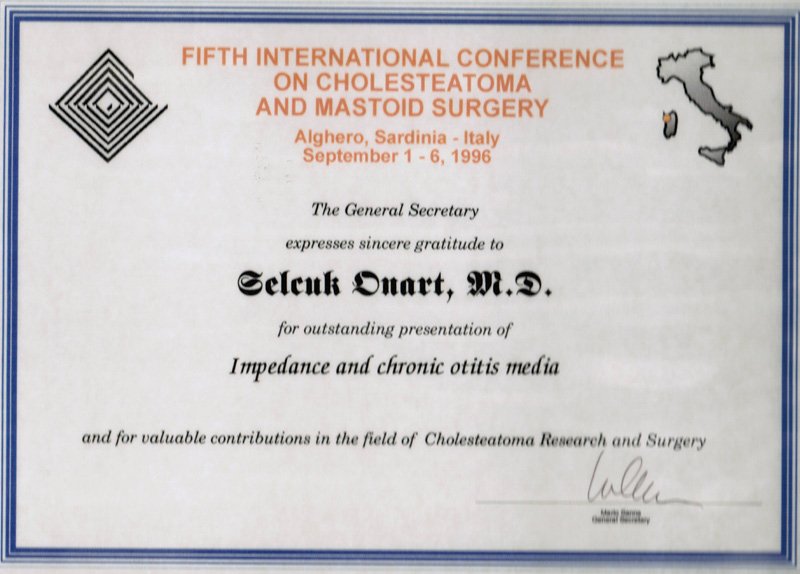 FIFTH INTERNATIONAL CONFERENCE
ON CHOLESTEATOMA
AND MASTOID SURGERY
Alghero, Sardinia - Italy
September 1 - 6, 1996
The General Secretary
expresses sincere gratitude to
Selcuk Onart, M.D.
for outstanding presentation of
Impedance and chronic otitis media
and for valuable contributions in the field of Cholesteatoma Research and Surgery
Mario Sanna
General Secretary